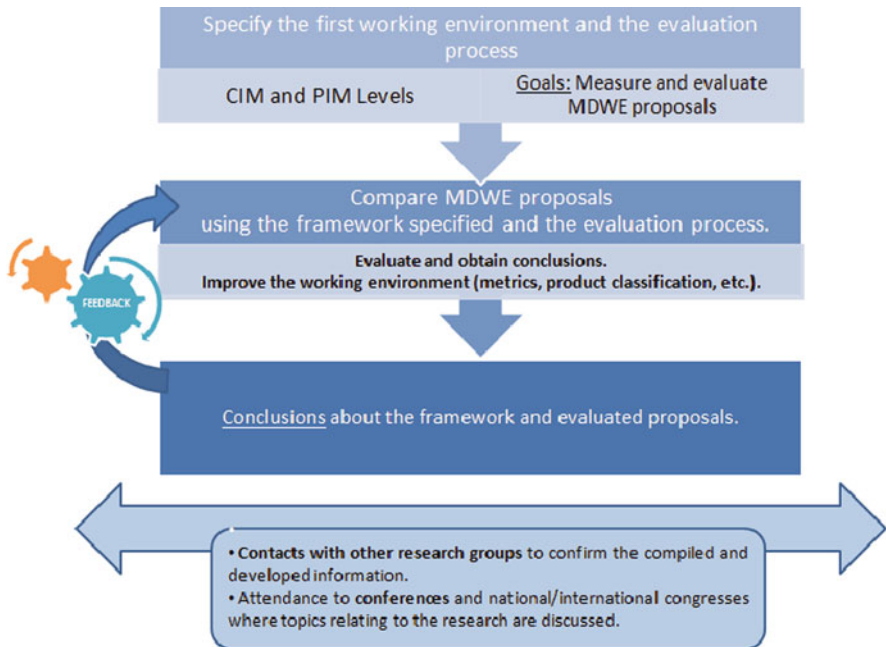 Specify the first working environment and the evaluation
process
CIM and PIM Levels
Goals: Measure and evaluate
MDWE proposals
Compare MDWE proposals
using the framework specified and the evaluation process.
Evaluate and obtain conclusions.
Improve the working environment (metrics, product classification, etc.).
FEEDBACK
Conclusions about the framework and evaluated proposals.
• Contacts with other research groups to confirm the compiled and
developed information.
• Attendance to conferences and national/international congresses
where topics relating to the research are discussed.